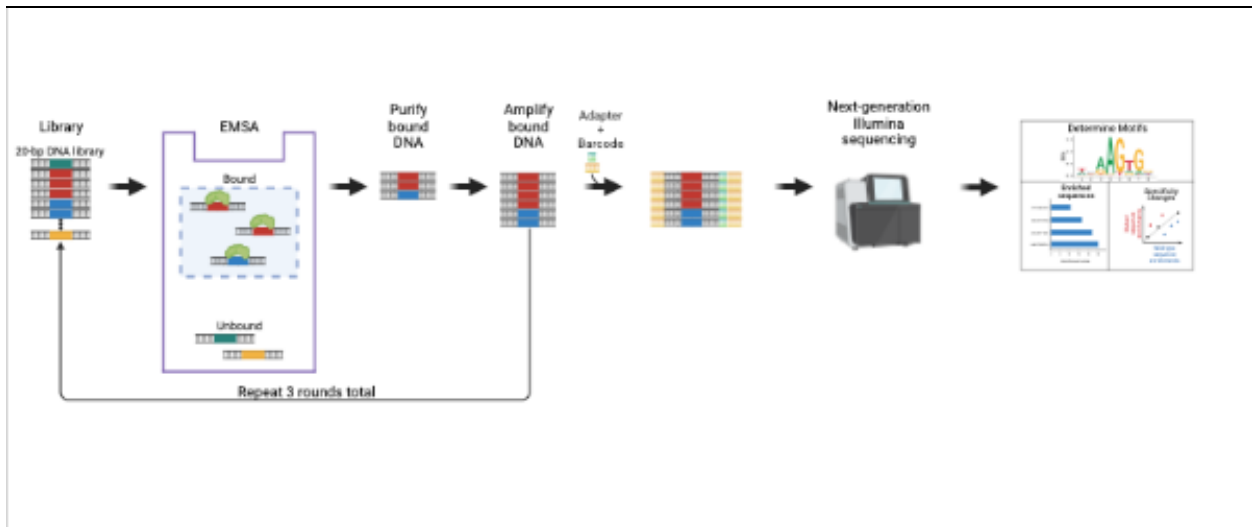 Library
20-bp DNA library
EMSA
Bound
Unbound
Repeat 3 rounds total
Purify
bound
DNA
Amplify
bound
DNA
Adapter
+
Barcode
Next-generation
Illumina
sequencing
Determine Motifs
AAGTG
Enriched
sequences
Specificity
changes